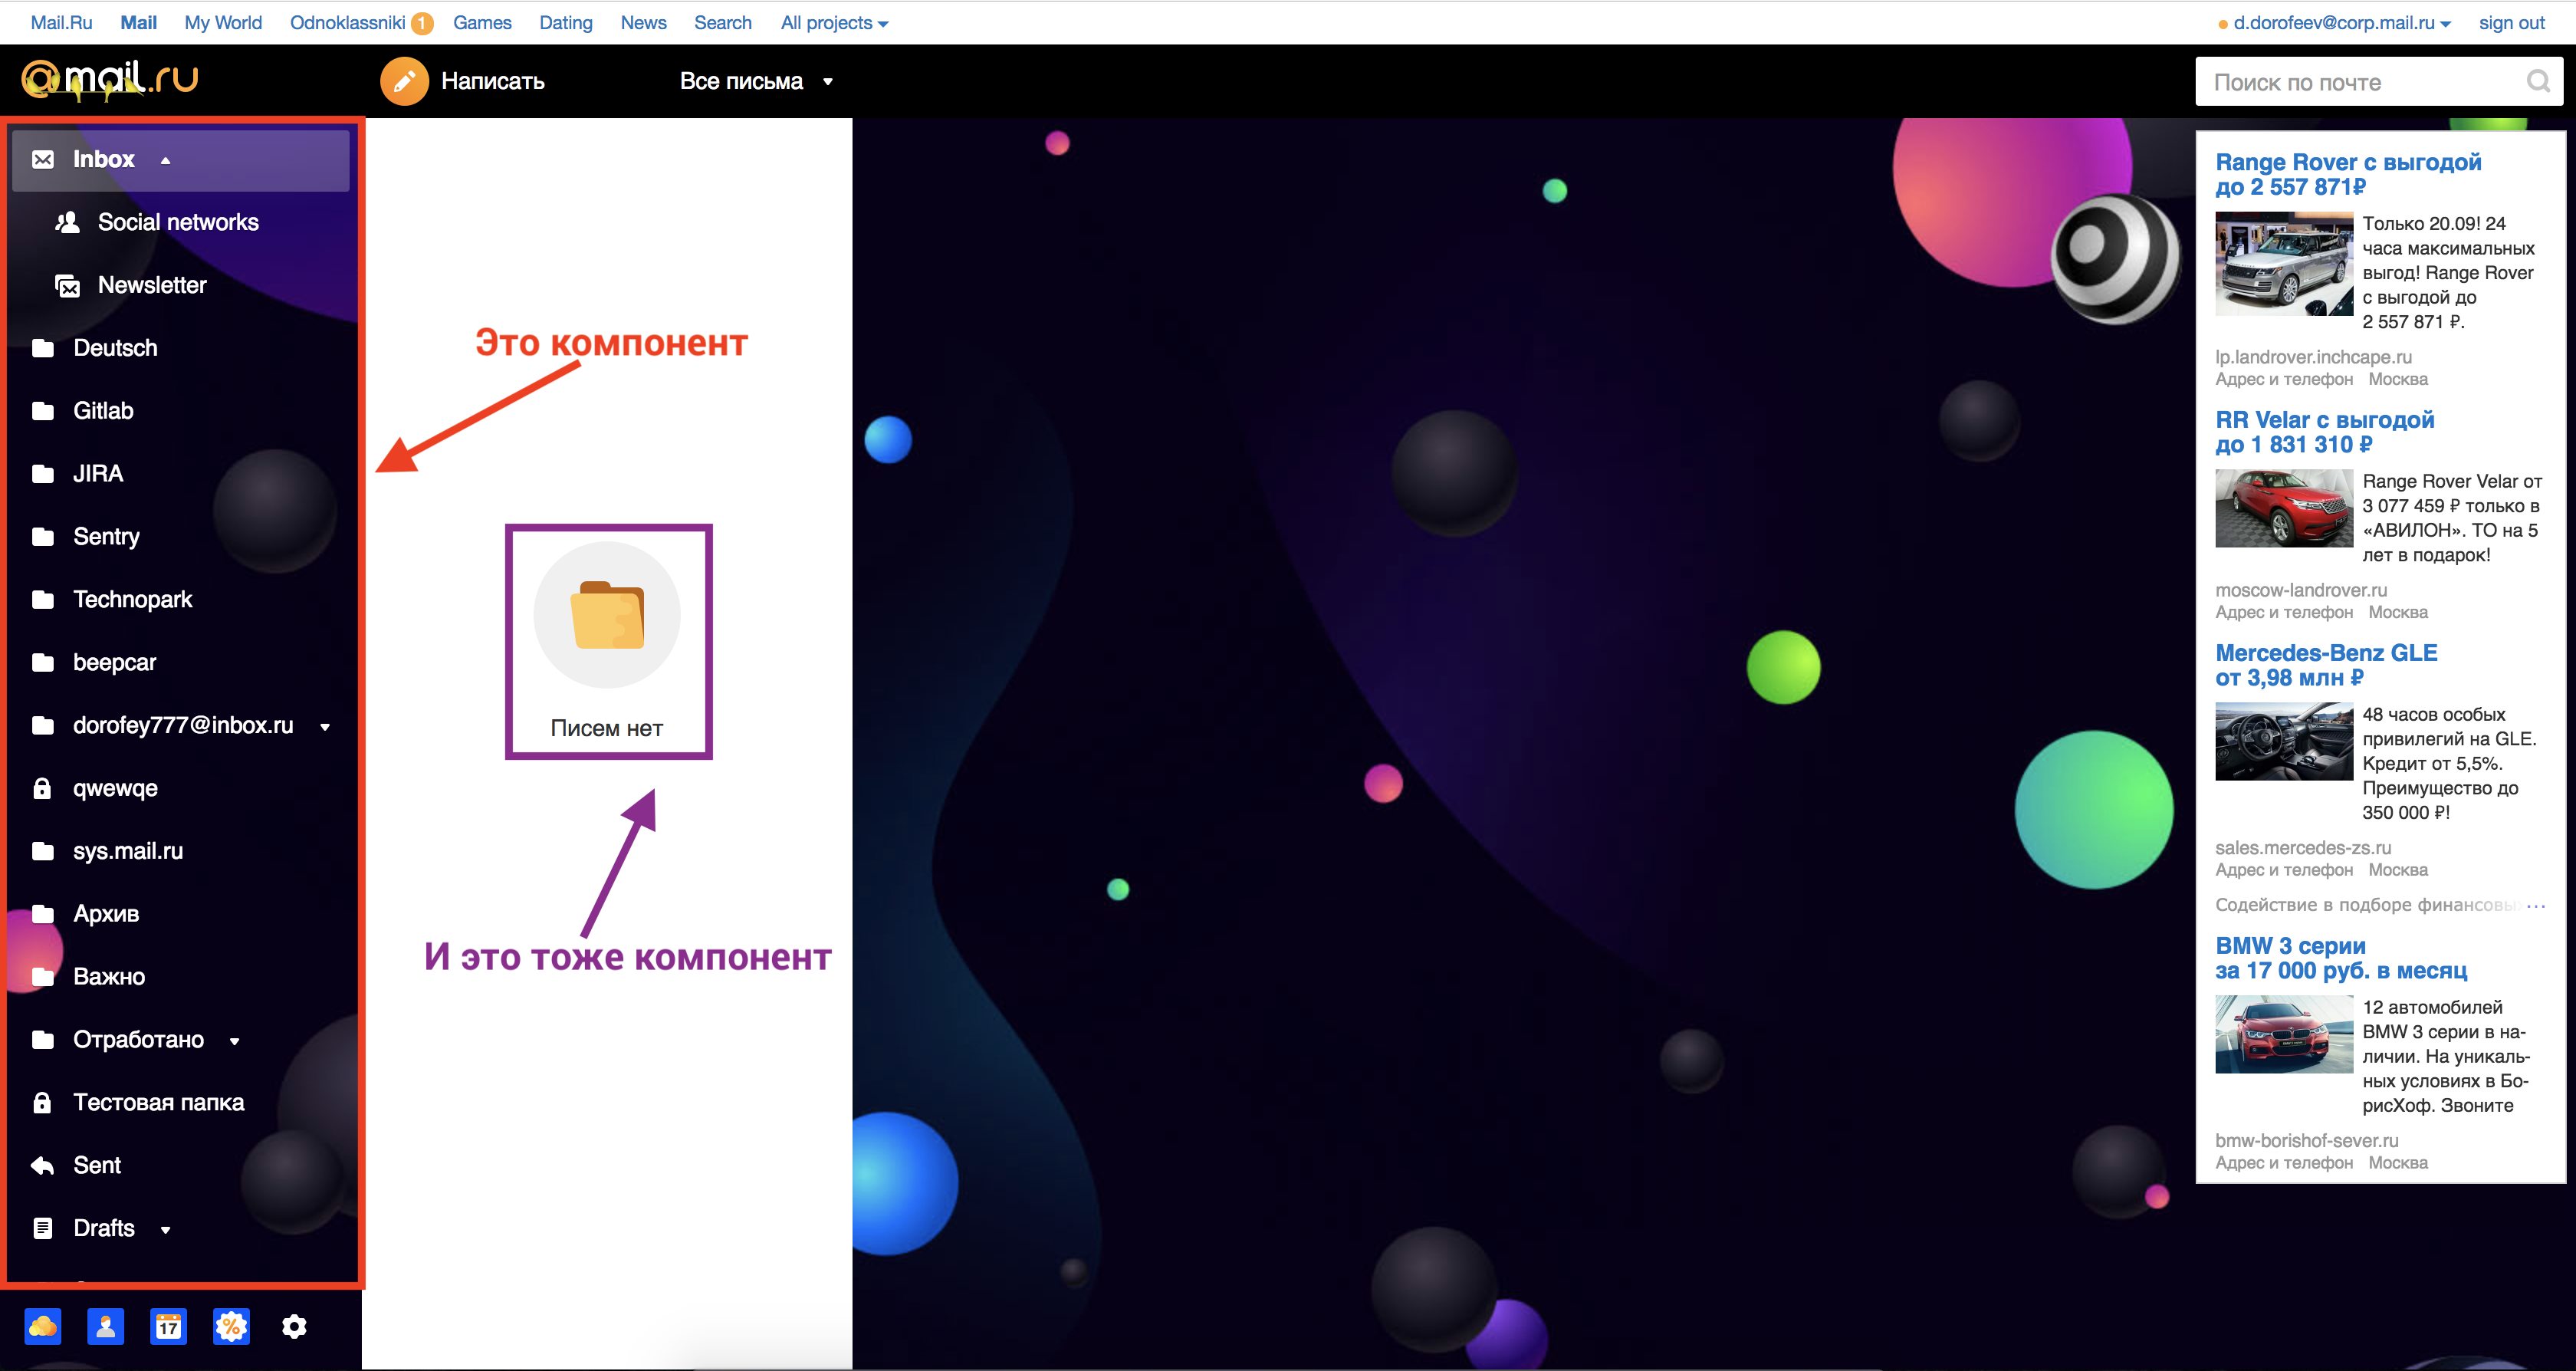 Mail.Ru Mail My World Odnoklassniki 1 Games Dating News Search All projects d.dorofeev@corp.mail.ru sign out
@mail.ru Написать Все письма Поиск по почте
Inbox
Social networks
Newsletter
Deutsch
Gitlab
JIRA
Sentry
Technopark
beepcar
dorofey777@inbox.ru
qwewqe
sys.mail.ru
Архив
Важно
Отработано
Тестовая папка
Sent
Drafts
17
%
Это компонент
Писем нет
И это тоже компонент
Range Rover с выгодой
до 2 557 871₽
Только 20.09! 24
часа максимальных
выгод! Range Rover
с выгодой до
2 557 871 ₽.
lp.landrover.inchcape.ru
Адрес и телефон Москва
RR Velar с выгодой
до 1 831 310 ₽
Range Rover Velar от
3 077 459 ₽ только в
«АВИЛОН». ТО на 5
лет в подарок!
moscow-landrover.ru
Адрес и телефон Москва
Mercedes-Benz GLE
от 3,98 млн ₽
48 часов особых
привилегий на GLE.
Кредит от 5,5%.
Преимущество до
350 000 ₽!
sales.mercedes-zs.ru
Адрес и телефон Москва
Содействие в подборе финансовых ...
BMW 3 серии
за 17 000 руб. в месяц
12 автомобилей
BMW 3 серии в на-
личии. На уникаль-
ных условиях в Бо-
рисХоф. Звоните
bmw-borishof-sever.ru
Адрес и телефон Москва